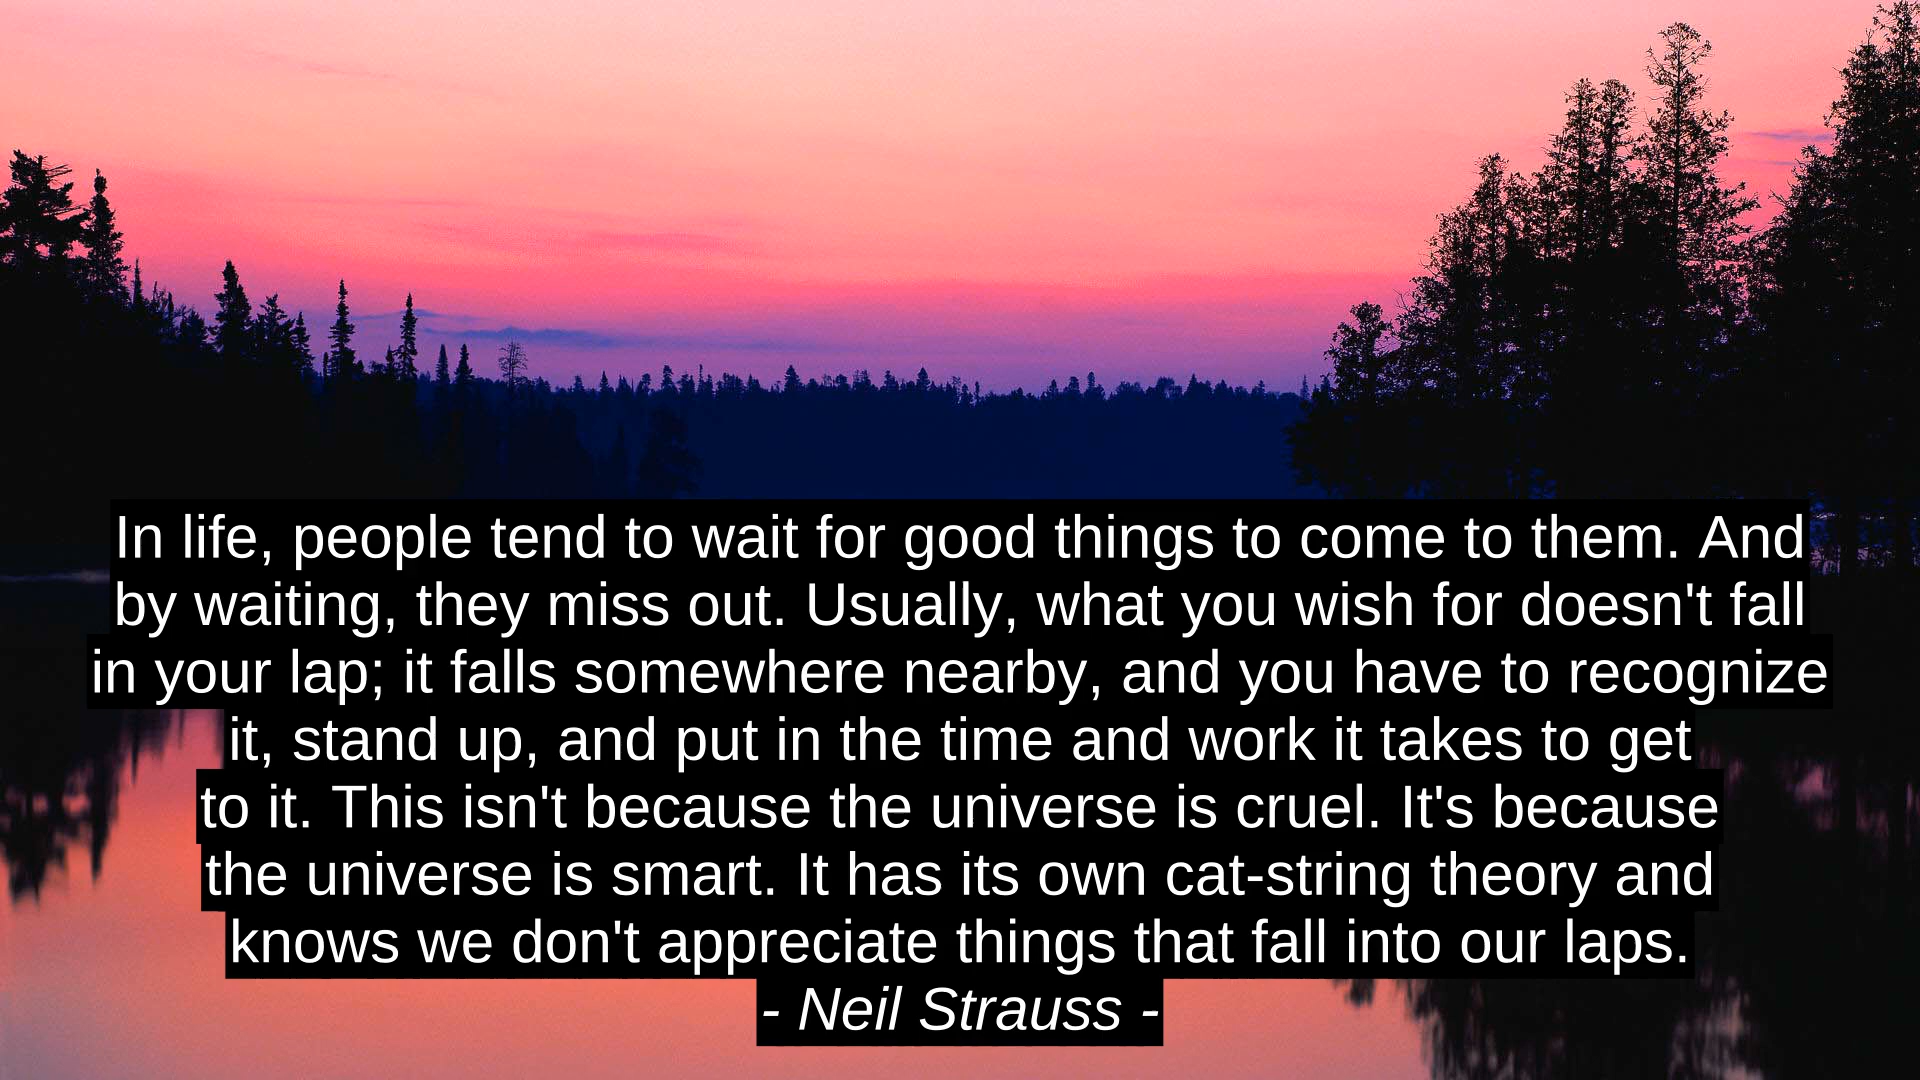 In life, people tend to wait for good things to come to them. And
by waiting, they miss out. Usually, what you wish for doesn't fall
in your lap; it falls somewhere nearby, and you have to recognize
it, stand up, and put in the time and work it takes to get
to it. This isn't because the universe is cruel. It's because
the universe is smart. It has its own cat-string theory and
knows we don't appreciate things that fall into our laps.
- Neil Strauss -